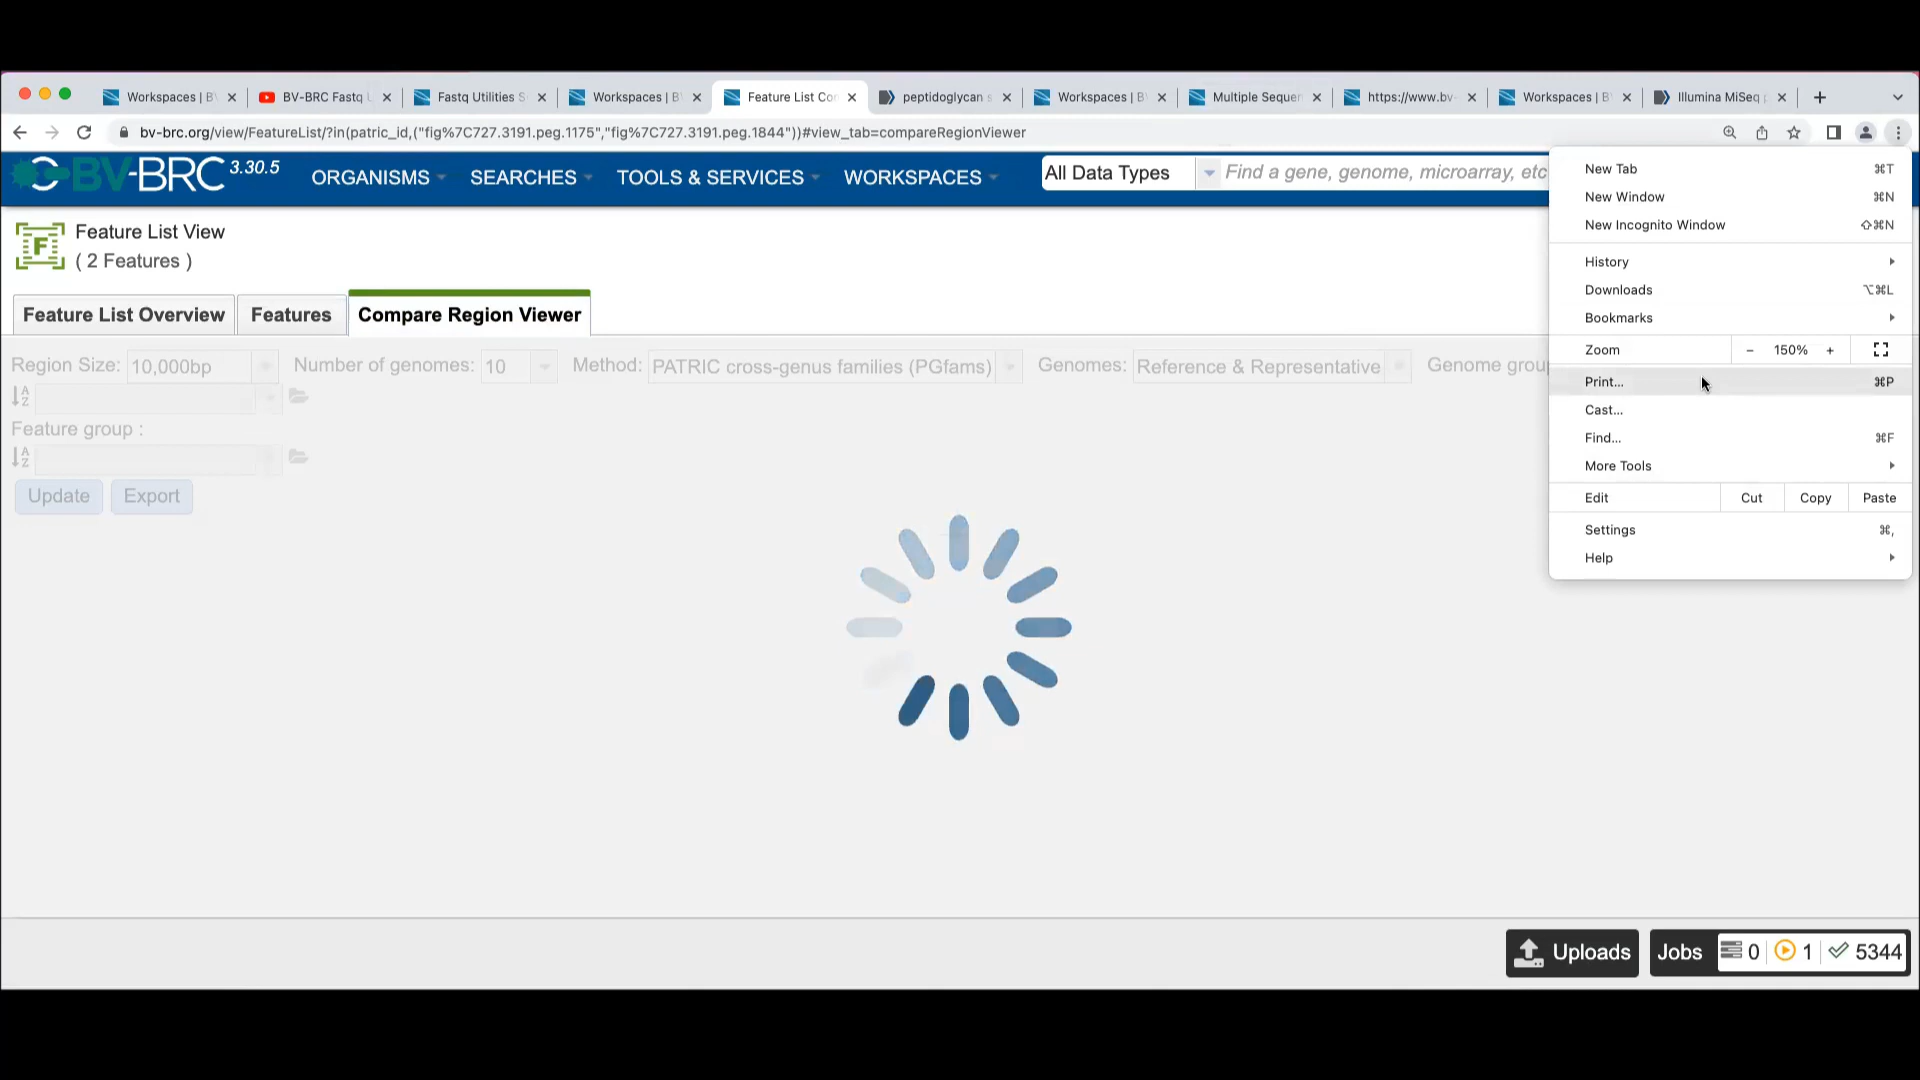 Workspaces | B
BV-BRC Fastq U
Fastq Utilities S
Workspaces | B
Feature List Co
peptidoglycan s
Workspaces | B
Multiple Sequen
https://www.bv-
Workspaces | B
Illumina MiSeq p
bv-brc.org/view/FeatureList/?in(patric_id,("fig%7C727.3191.peg.1175","fig%7C727.3191.peg.1844"))#view_tab=compareRegionViewer
BV-BRC 3.30.5
ORGANISMS
SEARCHES
TOOLS & SERVICES
WORKSPACES
All Data Types
Find a gene, genome, microarray, etc
Feature List View
( 2 Features )
Feature List Overview
Features
Compare Region Viewer
Region Size: 10,000bp
Number of genomes: 10
Method: PATRIC cross-genus families (PGfams)
Genomes: Reference & Representative
Genome grou
Feature group :
Update
Export
New Tab ⌘T
New Window ⌘N
New Incognito Window ⇧⌘N
History
Downloads ⌥⌘L
Bookmarks
Zoom − 150% +
Print... ⌘P
Cast...
Find... ⌘F
More Tools
Edit Cut Copy Paste
Settings ⌘,
Help
Uploads
Jobs 0 1 5344